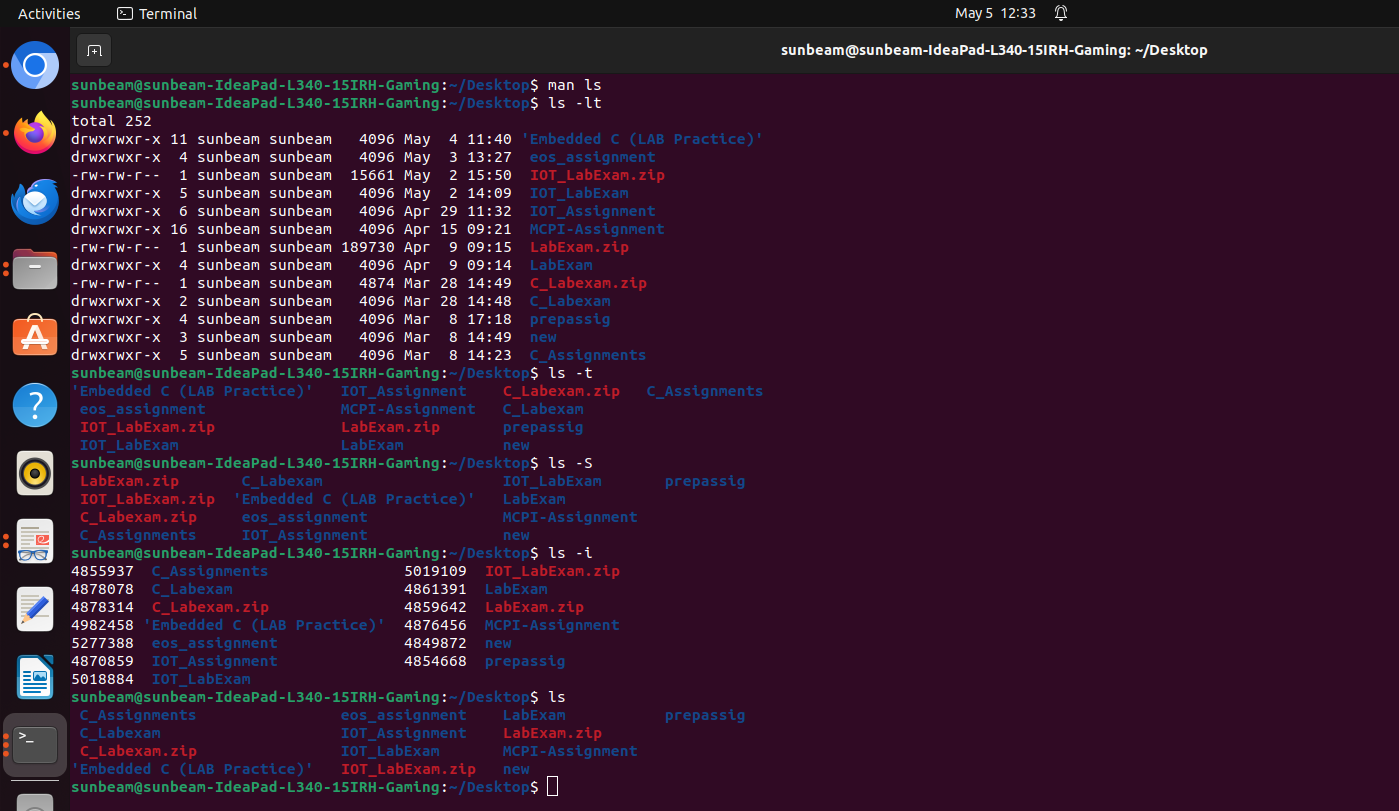 Activities Terminal May 5 12:33
sunbeam@sunbeam-IdeaPad-L340-15IRH-Gaming: ~/Desktop
sunbeam@sunbeam-IdeaPad-L340-15IRH-Gaming:~/Desktop$ man ls
sunbeam@sunbeam-IdeaPad-L340-15IRH-Gaming:~/Desktop$ ls -lt
total 252
drwxrwxr-x 11 sunbeam sunbeam   4096 May  4 11:40 'Embedded C (LAB Practice)'
drwxrwxr-x  4 sunbeam sunbeam   4096 May  3 13:27  eos_assignment
-rw-rw-r--  1 sunbeam sunbeam  15661 May  2 15:50  IOT_LabExam.zip
drwxrwxr-x  5 sunbeam sunbeam   4096 May  2 14:09  IOT_LabExam
drwxrwxr-x  6 sunbeam sunbeam   4096 Apr 29 11:32  IOT_Assignment
drwxrwxr-x 16 sunbeam sunbeam   4096 Apr 15 09:21  MCPI-Assignment
-rw-rw-r--  1 sunbeam sunbeam 189730 Apr  9 09:15  LabExam.zip
drwxrwxr-x  4 sunbeam sunbeam   4096 Apr  9 09:14  LabExam
-rw-rw-r--  1 sunbeam sunbeam   4874 Mar 28 14:49  C_Labexam.zip
drwxrwxr-x  2 sunbeam sunbeam   4096 Mar 28 14:48  C_Labexam
drwxrwxr-x  4 sunbeam sunbeam   4096 Mar  8 17:18  prepassig
drwxrwxr-x  3 sunbeam sunbeam   4096 Mar  8 14:49  new
drwxrwxr-x  5 sunbeam sunbeam   4096 Mar  8 14:23  C_Assignments
sunbeam@sunbeam-IdeaPad-L340-15IRH-Gaming:~/Desktop$ ls -t
'Embedded C (LAB Practice)'   IOT_Assignment    C_Labexam.zip   C_Assignments
 eos_assignment               MCPI-Assignment   C_Labexam
 IOT_LabExam.zip              LabExam.zip       prepassig
 IOT_LabExam                  LabExam           new
sunbeam@sunbeam-IdeaPad-L340-15IRH-Gaming:~/Desktop$ ls -S
 LabExam.zip       C_Labexam                    IOT_LabExam       prepassig
 IOT_LabExam.zip  'Embedded C (LAB Practice)'   LabExam
 C_Labexam.zip     eos_assignment               MCPI-Assignment
 C_Assignments     IOT_Assignment               new
sunbeam@sunbeam-IdeaPad-L340-15IRH-Gaming:~/Desktop$ ls -i
4855937  C_Assignments               5019109  IOT_LabExam.zip
4878078  C_Labexam                   4861391  LabExam
4878314  C_Labexam.zip               4859642  LabExam.zip
4982458 'Embedded C (LAB Practice)'  4876456  MCPI-Assignment
5277388  eos_assignment              4849872  new
4870859  IOT_Assignment              4854668  prepassig
5018884  IOT_LabExam
sunbeam@sunbeam-IdeaPad-L340-15IRH-Gaming:~/Desktop$ ls
 C_Assignments                eos_assignment    LabExam           prepassig
 C_Labexam                    IOT_Assignment    LabExam.zip
 C_Labexam.zip                IOT_LabExam       MCPI-Assignment
'Embedded C (LAB Practice)'   IOT_LabExam.zip   new
sunbeam@sunbeam-IdeaPad-L340-15IRH-Gaming:~/Desktop$